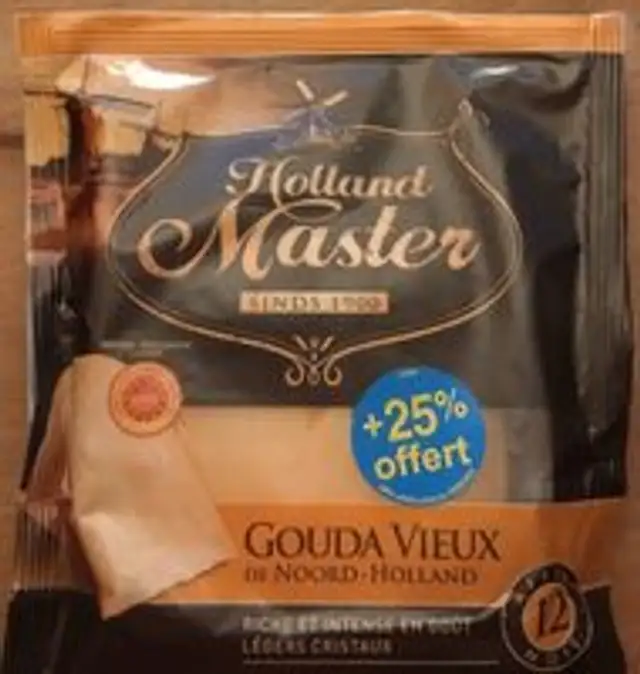 Holland
Master
SINDS 1900
+25%
offert
GOUDA VIEUX
DE NOORD-HOLLAND
RICHE ET INTENSE EN GOÛT
LÉGERS CRISTAUX
12
MOIS